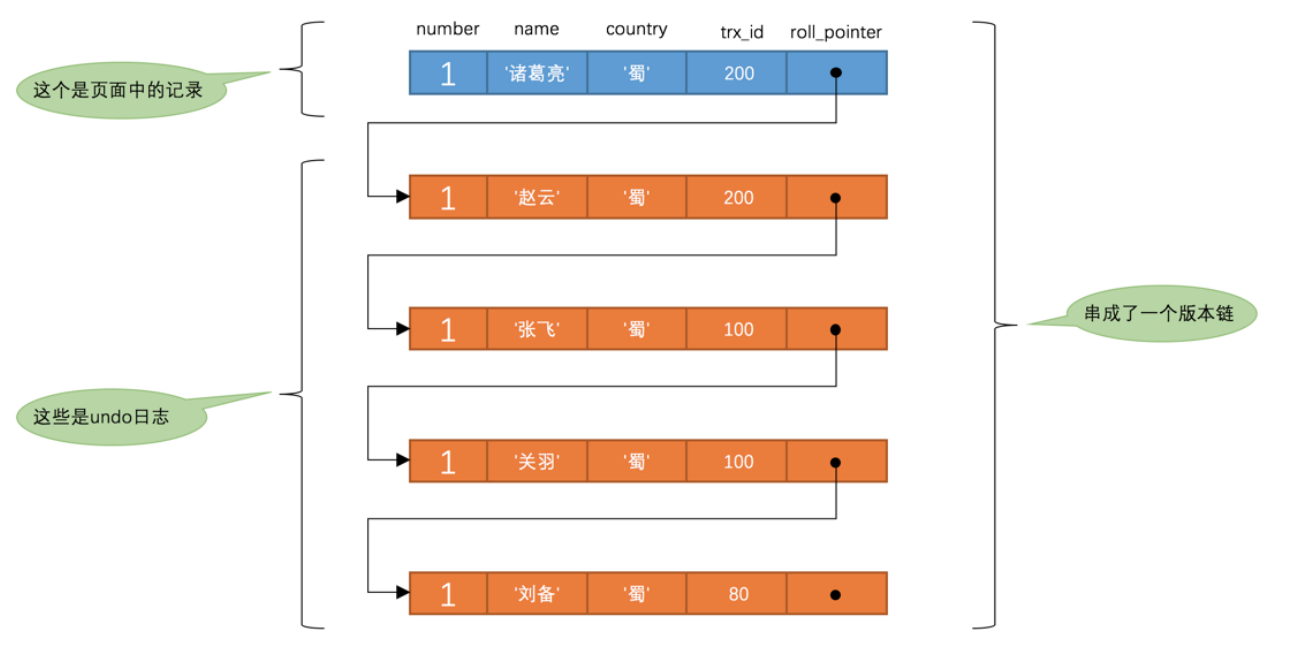 number name country trx_id roll_pointer
这个是页面中的记录
1 '诸葛亮' '蜀' 200
1 '赵云' '蜀' 200
串成了一个版本链
1 '张飞' '蜀' 100
这些是undo日志
1 '关羽' '蜀' 100
1 '刘备' '蜀' 80